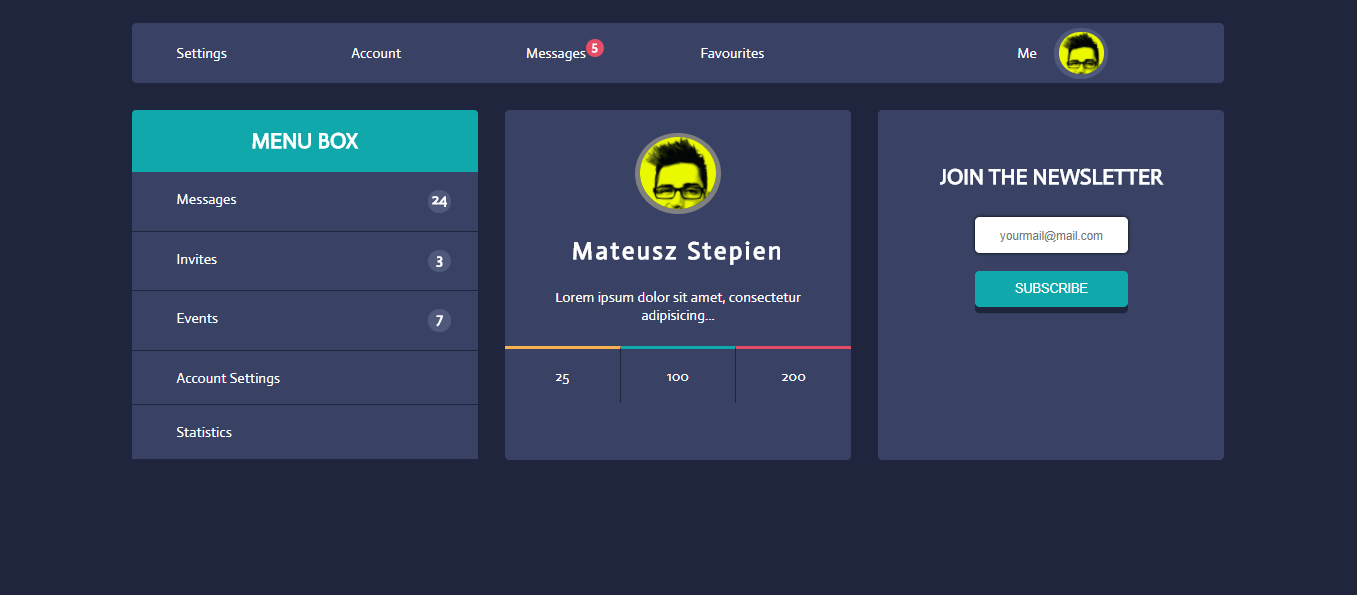 Settings Account Messages 5 Favourites Me
MENU BOX
Messages 24
Invites 3
Events 7
Account Settings
Statistics
Mateusz Stepien
Lorem ipsum dolor sit amet, consectetur
adipisicing...
25 100 200
JOIN THE NEWSLETTER
yourmail@mail.com
SUBSCRIBE